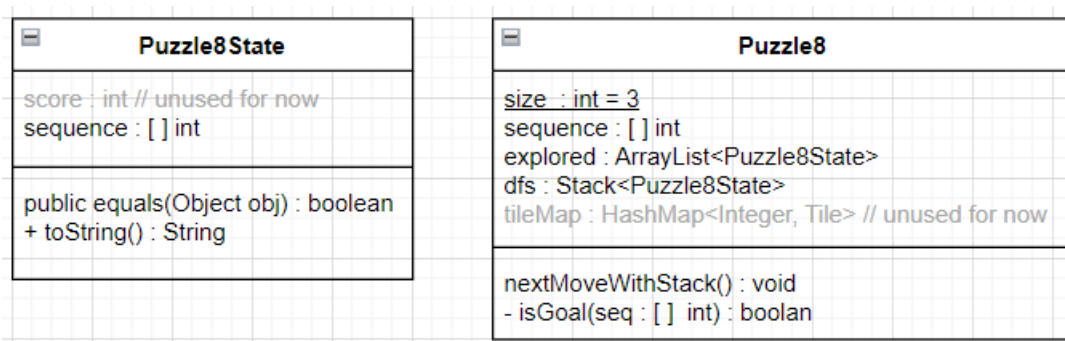 Puzzle8State
score : int // unused for now
sequence : [ ] int
public equals(Object obj) : boolean
+ toString() : String
Puzzle8
size : int = 3
sequence : [ ] int
explored : ArrayList<Puzzle8State>
dfs : Stack<Puzzle8State>
tileMap : HashMap<Integer, Tile> // unused for now
nextMoveWithStack() : void
- isGoal(seq : [ ] int) : boolan